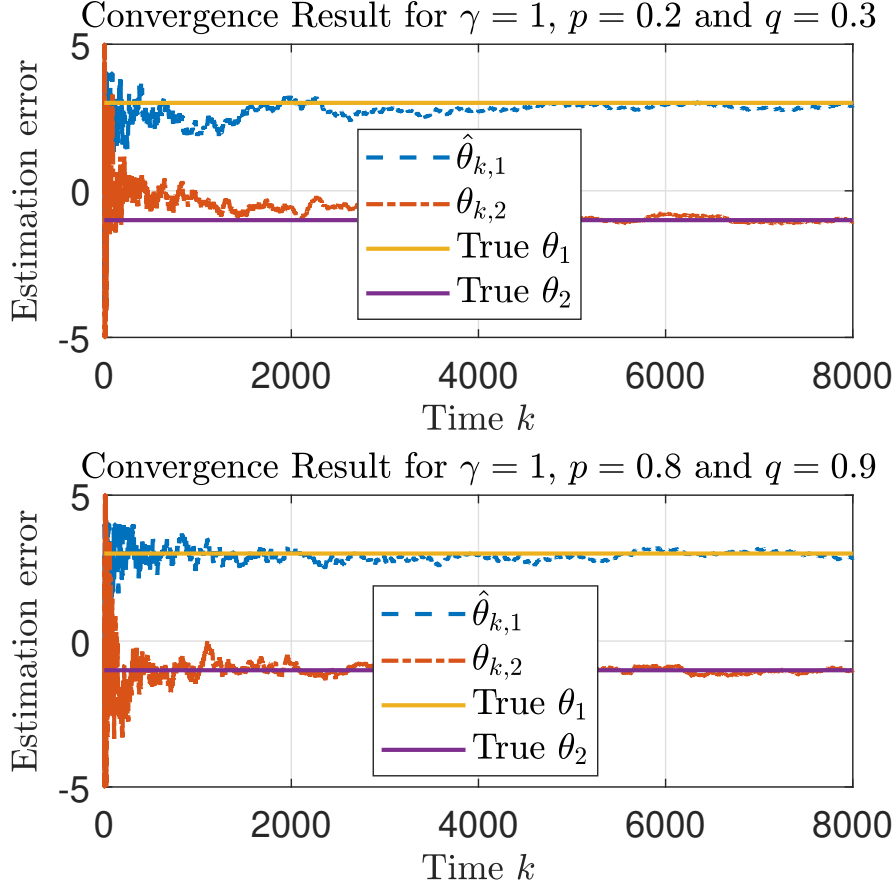 Convergence Result for γ = 1, p = 0.2 and q = 0.3
Estimation error
5
0
-5
θ̂k,1
θk,2
True θ1
True θ2
0 2000 4000 6000 8000
Time k
Convergence Result for γ = 1, p = 0.8 and q = 0.9
Estimation error
5
0
-5
θ̂k,1
θk,2
True θ1
True θ2
0 2000 4000 6000 8000
Time k